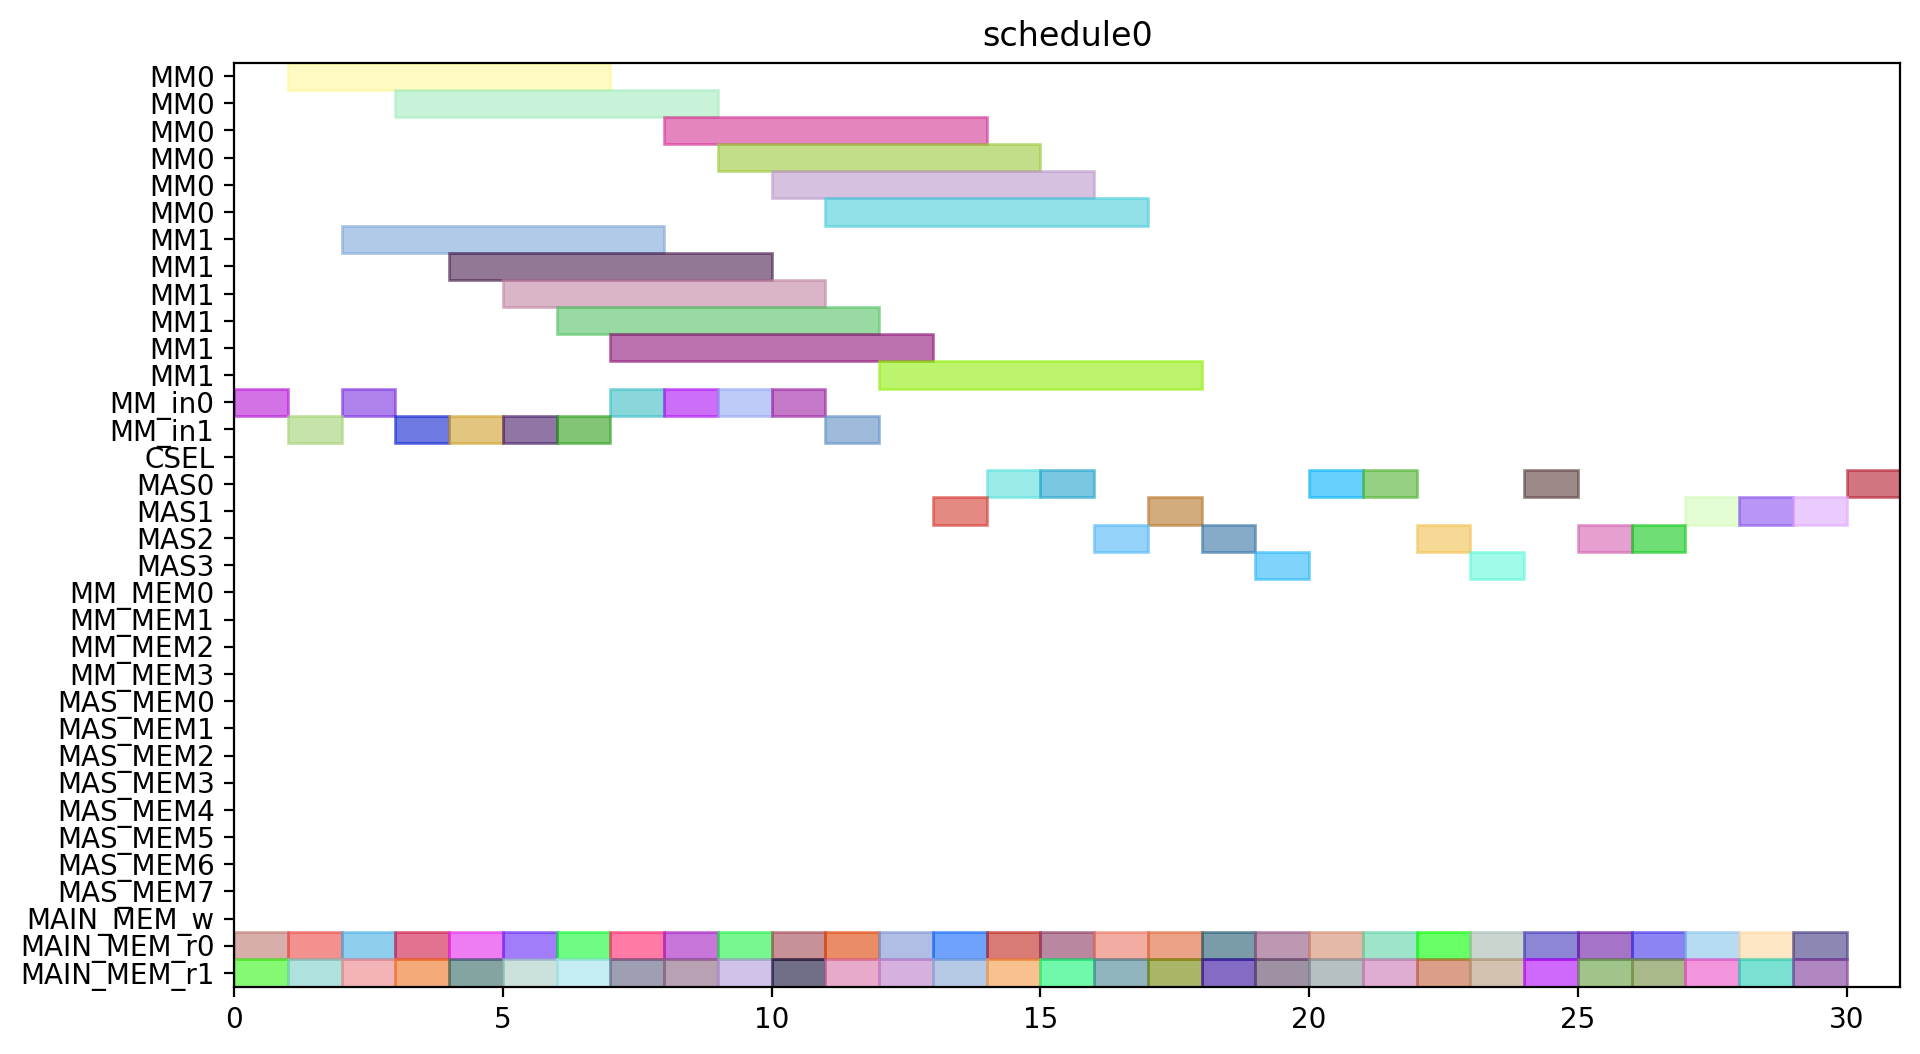 schedule0
MM0
MM0
MM0
MM0
MM0
MM0
MM1
MM1
MM1
MM1
MM1
MM1
MM_in0
MM_in1
CSEL
MAS0
MAS1
MAS2
MAS3
MM_MEM0
MM_MEM1
MM_MEM2
MM_MEM3
MAS_MEM0
MAS_MEM1
MAS_MEM2
MAS_MEM3
MAS_MEM4
MAS_MEM5
MAS_MEM6
MAS_MEM7
MAIN_MEM_w
MAIN_MEM_r0
MAIN_MEM_r1
0 5 10 15 20 25 30